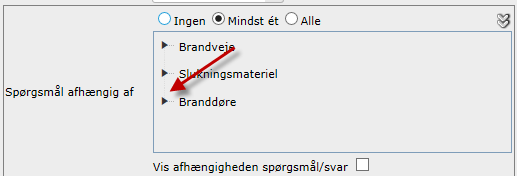 Ingen Mindst ét Alle
Brandveje
Slukningsmateriel
Spørgsmål afhængig af
Branddøre
Vis afhængigheden spørgsmål/svar